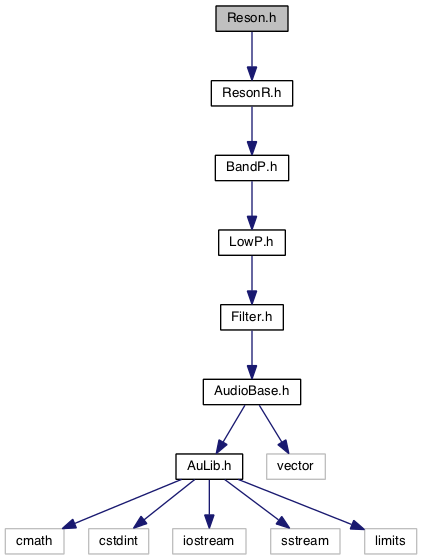 Reson.h
ResonR.h
BandP.h
LowP.h
Filter.h
AudioBase.h
AuLib.h
vector
cmath
cstdint
iostream
sstream
limits